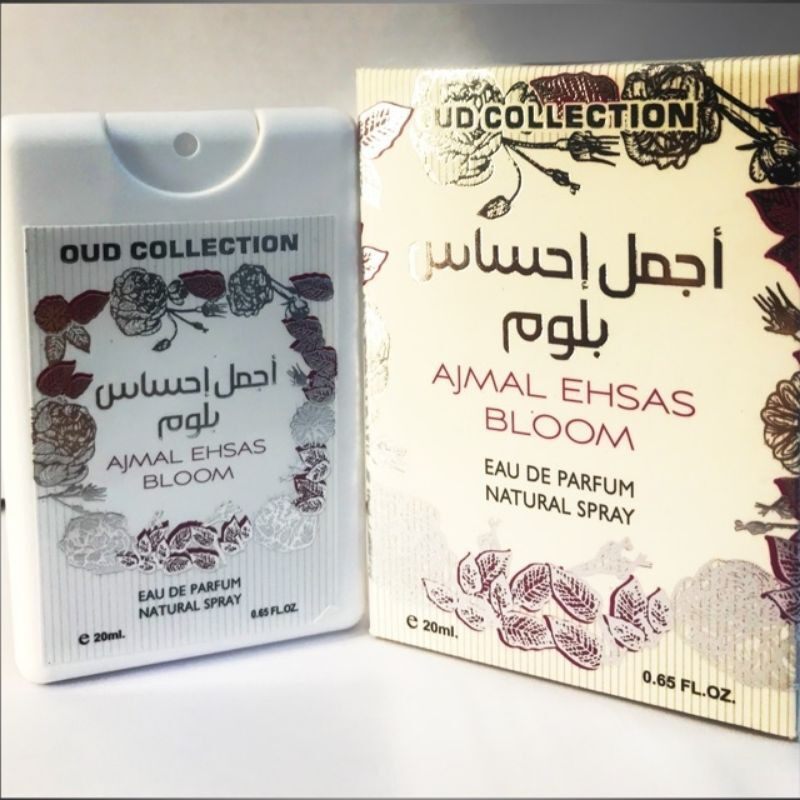 OUD COLLECTION
أجمل إحساس
بلوم
AJMAL EHSAS
BLOOM
EAU DE PARFUM
NATURAL SPRAY
e 20ml.
0.65 FL.OZ.
UD COLLECTION
أجمل إحساس
بلوم
AJMAL EHSAS
BLOOM
EAU DE PARFUM
NATURAL SPRAY
e 20ml.
0.65 FL.OZ.